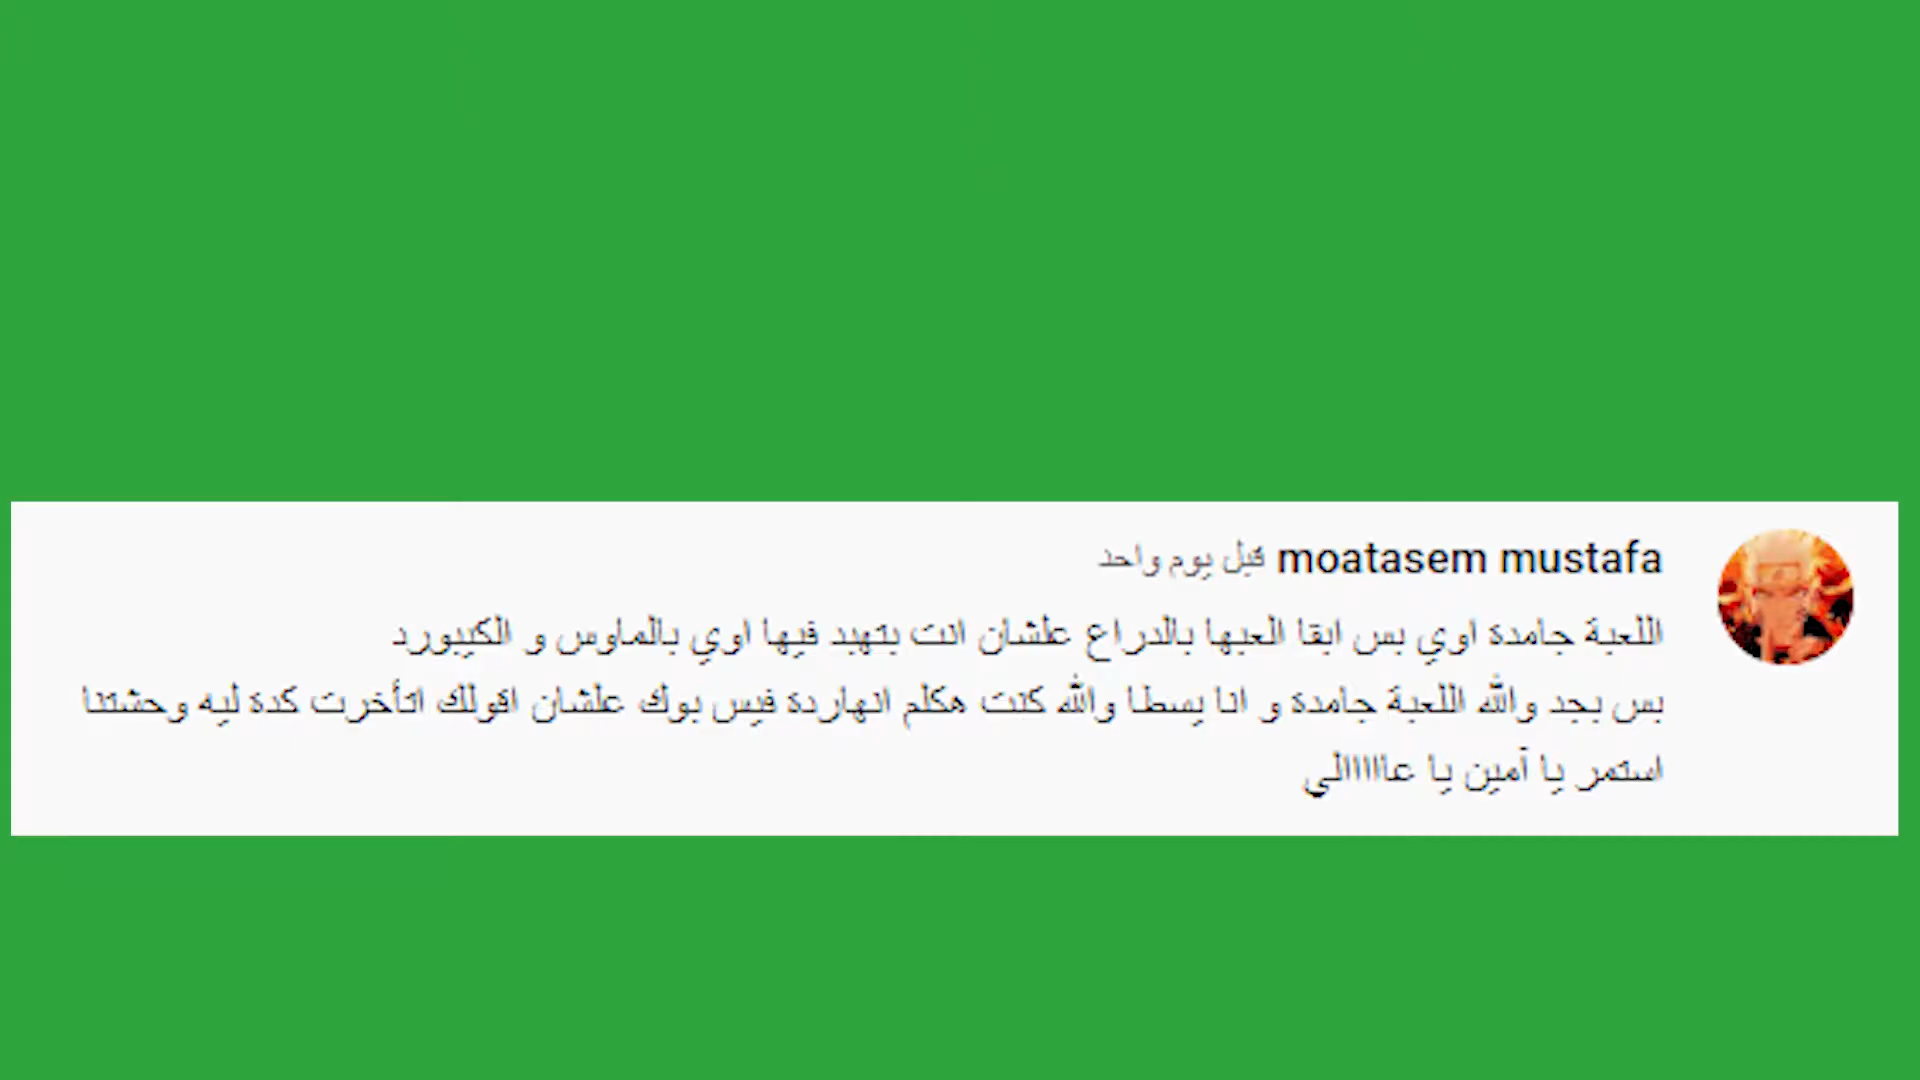 moatasem mustafa قبل يوم واحد
اللعبة جامدة اوي بس ابقا العبها بالدراع علشان انت بتهبد فيها اوي بالماوس و الكيبورد
بس بجد والله اللعبة جامدة و انا يسطا والله كنت هكلم انهاردة فيس بوك علشان اقولك اتأخرت كدة ليه وحشتنا
استمر يا آمين يا عاااااالي